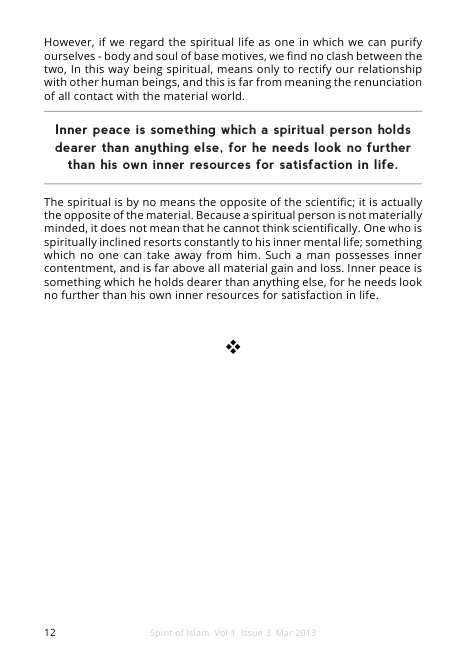 However, if we regard the spiritual life as one in which we can purify
ourselves - body and soul of base motives, we find no clash between the
two, In this way being spiritual, means only to rectify our relationship
with other human beings, and this is far from meaning the renunciation
of all contact with the material world.
Inner peace is something which a spiritual person holds
dearer than anything else, for he needs look no further
than his own inner resources for satisfaction in life.
The spiritual is by no means the opposite of the scientific; it is actually
the opposite of the material. Because a spiritual person is not materially
minded, it does not mean that he cannot think scientifically. One who is
spiritually inclined resorts constantly to his inner mental life; something
which no one can take away from him. Such a man possesses inner
contentment, and is far above all material gain and loss. Inner peace is
something which he holds dearer than anything else, for he needs look
no further than his own inner resources for satisfaction in life.
12 Spirit of Islam Vol 1 Issue 3 Mar 2013